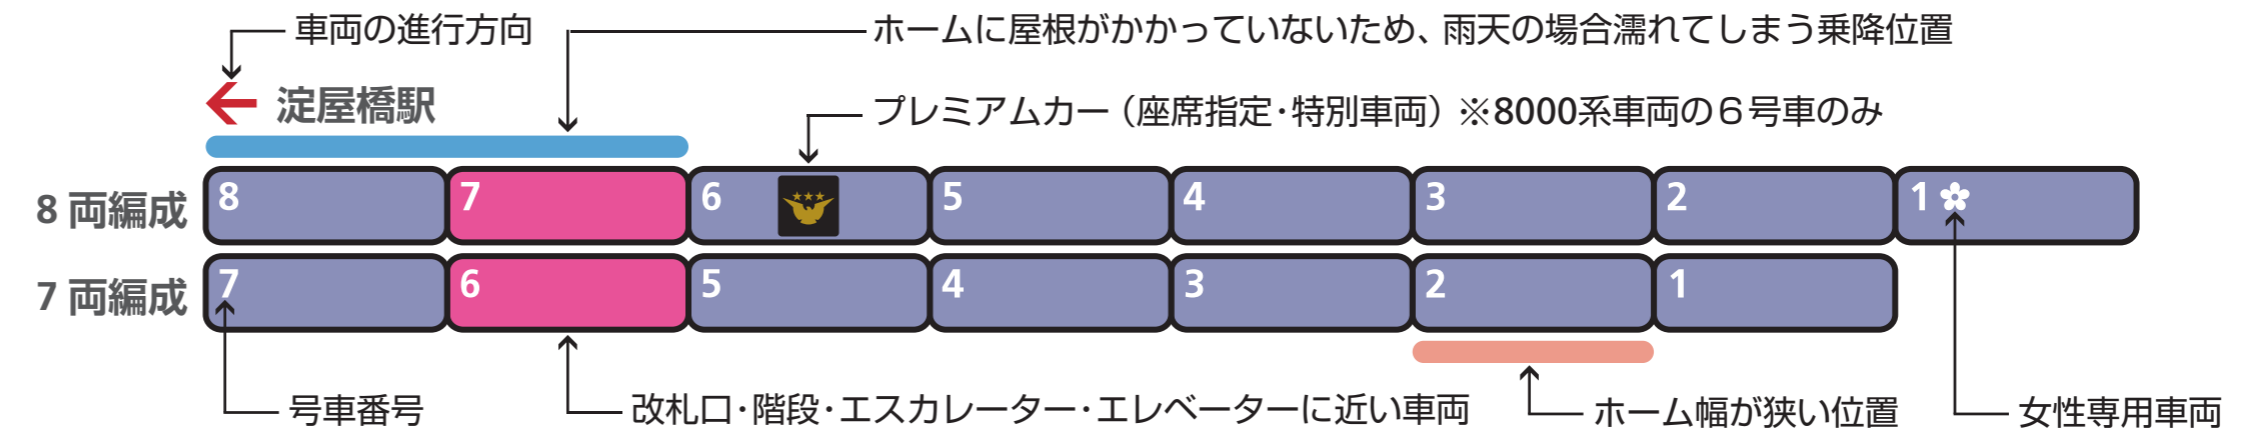 車両の進行方向
ホームに屋根がかかっていないため、雨天の場合濡れてしまう乗降位置
淀屋橋駅
プレミアムカー（座席指定・特別車両）※8000系車両の６号車のみ
8両編成 8 7 6 5 4 3 2 1
7両編成 7 6 5 4 3 2 1
号車番号
改札口・階段・エスカレーター・エレベーターに近い車両
ホーム幅が狭い位置
女性専用車両